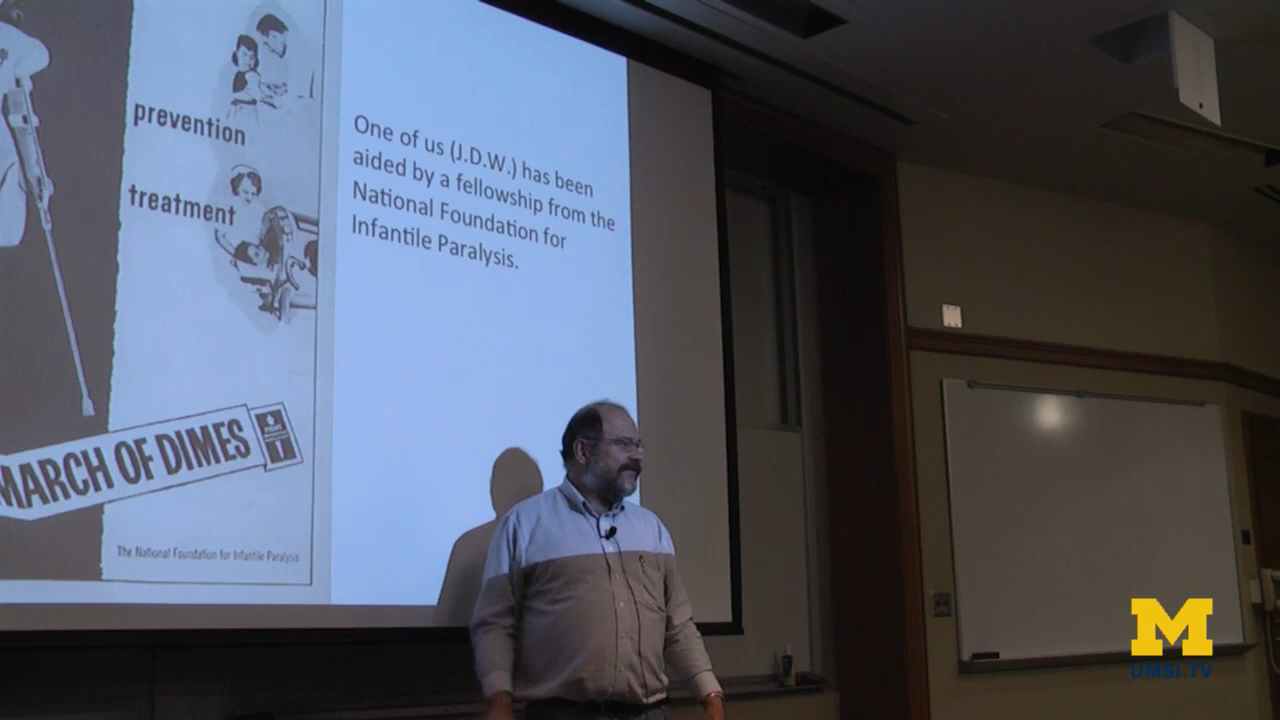 prevention
treatment
MARCH OF DIMES
The National Foundation for Infantile Paralysis
One of us (J.D.W.) has been
aided by a fellowship from the
National Foundation for
Infantile Paralysis.
M
UMSI.TV